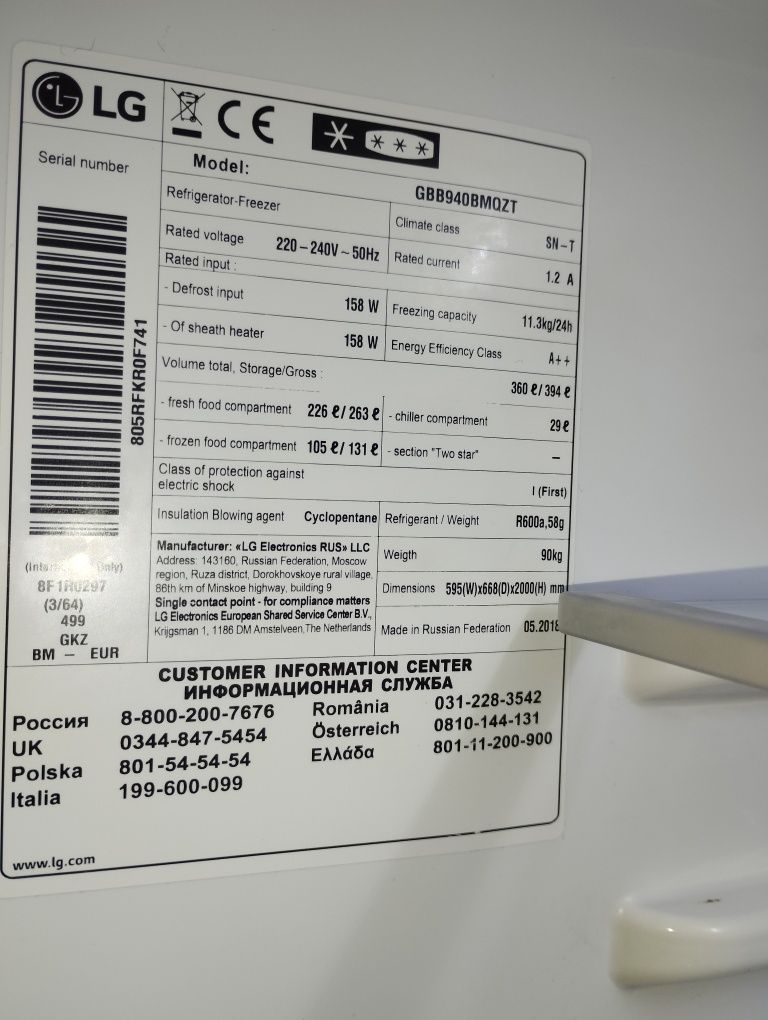 LG
CE
Serial number
Model: GBB940BMQZT
Refrigerator-Freezer
Climate class SN-T
Rated voltage 220-240V~50Hz
Rated current 1.2 A
Rated input :
- Defrost input 158 W
Freezing capacity 11.3kg/24h
- Of sheath heater 158 W
Energy Efficiency Class A++
Volume total, Storage/Gross : 360 ℓ/ 394 ℓ
- fresh food compartment 226 ℓ/ 263 ℓ
- chiller compartment 29 ℓ
- frozen food compartment 105 ℓ/ 131 ℓ
- section "Two star" –
Class of protection against
electric shock I (First)
Insulation Blowing agent Cyclopentane
Refrigerant / Weight R600a,58g
Manufacturer: «LG Electronics RUS» LLC
Address: 143160, Russian Federation, Moscow
region, Ruza district, Dorokhovskoye rural village,
86th km of Minskoe highway, building 9
Single contact point - for compliance matters
LG Electronics European Shared Service Center B.V.,
Krijgsman 1, 1186 DM Amstelveen,The Netherlands
Weigth 90kg
Dimensions 595(W)x668(D)x2000(H) mm
Made in Russian Federation 05.2018
805RFKR0F741
only)
(3/64)
499
GKZ
BM – EUR
CUSTOMER INFORMATION CENTER
ИНФОРМАЦИОННАЯ СЛУЖБА
Россия 8-800-200-7676
UK 0344-847-5454
Polska 801-54-54-54
Italia 199-600-099
România 031-228-3542
Österreich 0810-144-131
Ελλάδα 801-11-200-900
www.lg.com